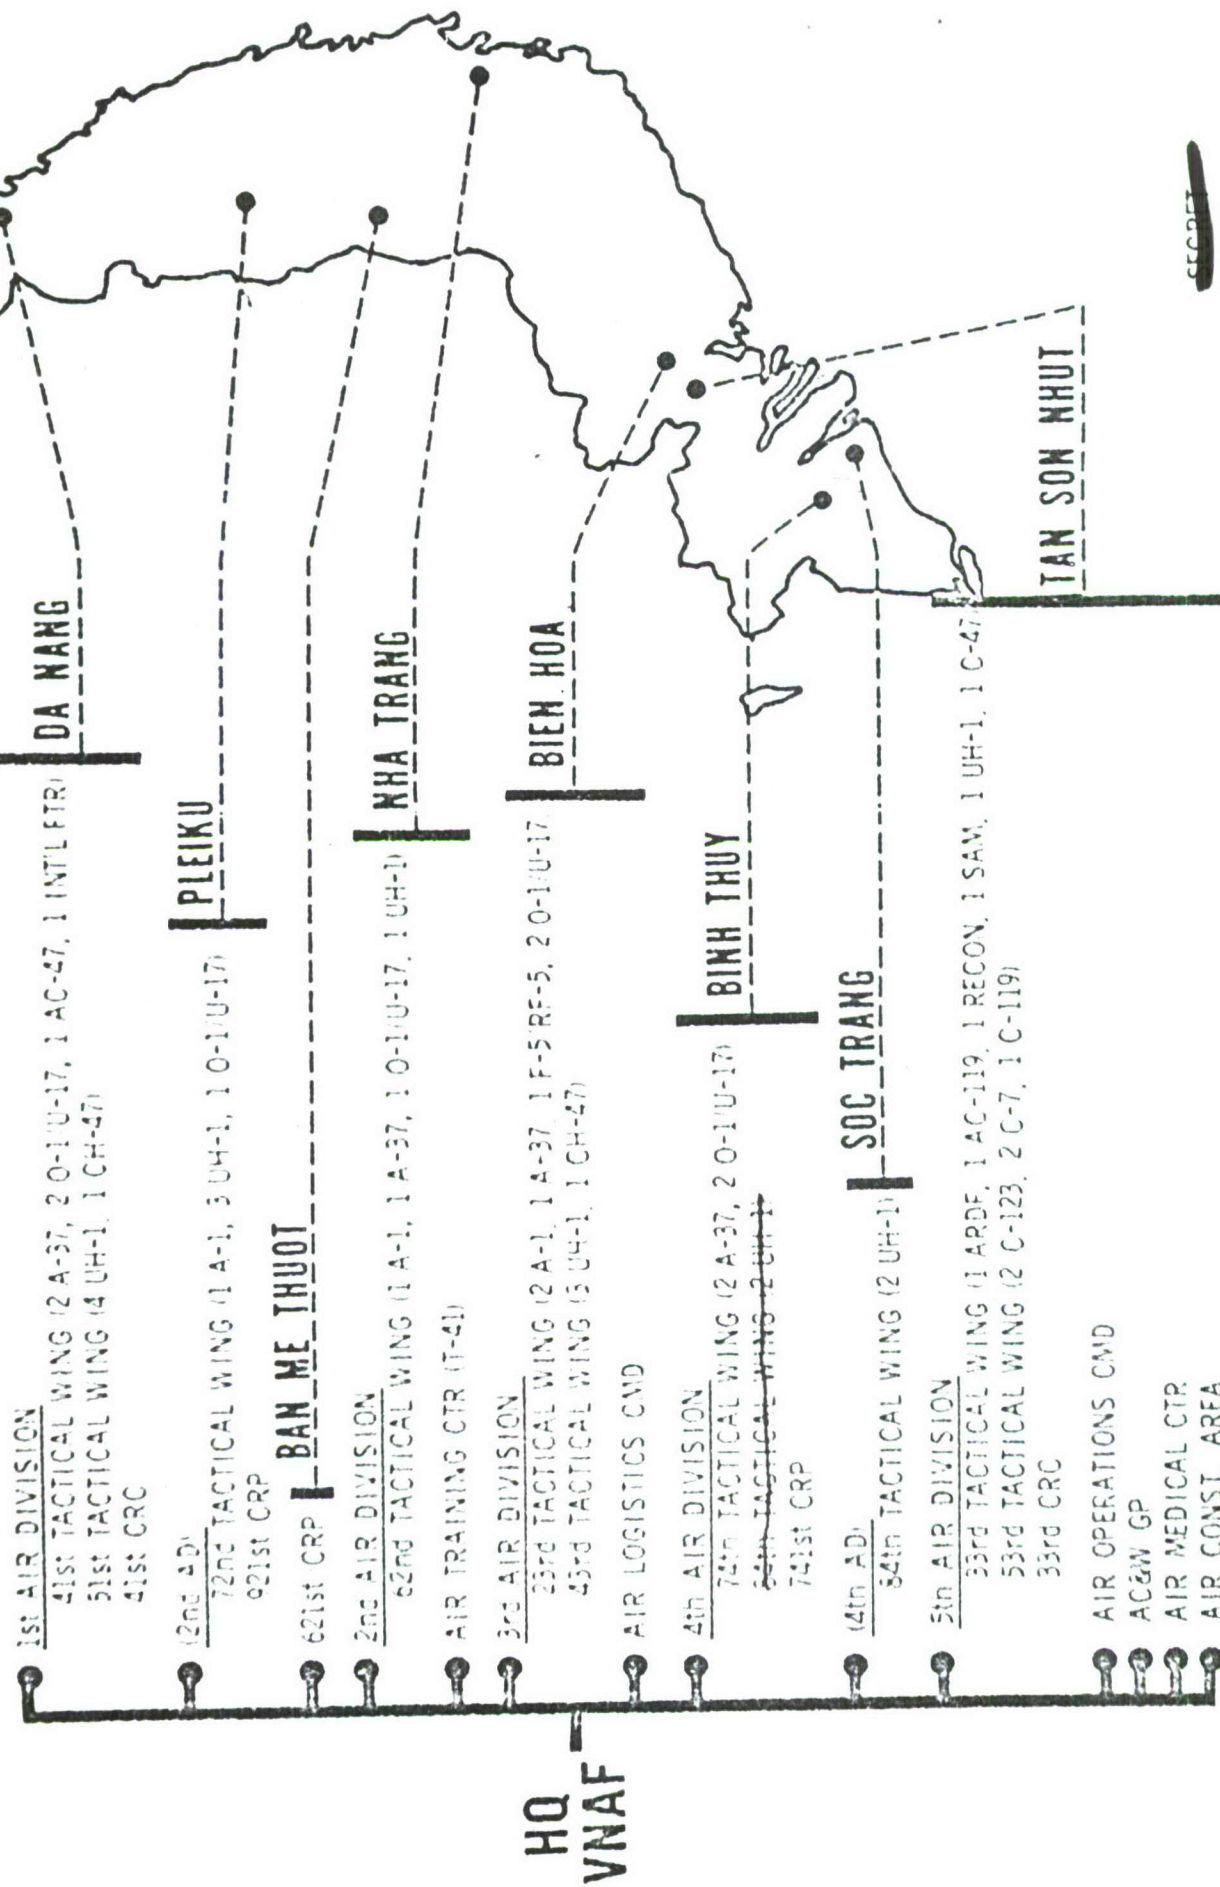 HQ
VNAF
1st AIR DIVISION
41st TACTICAL WING (2 A-37, 2 O-1/U-17, 1 AC-47, 1 INT'L FTR)
51st TACTICAL WING (4 UH-1, 1 CH-47)
41st CRC
DA NANG
(2nd AD)
72nd TACTICAL WING (1 A-1, 3 UH-1, 1 O-1/U-17)
921st CRP
PLEIKU
BAN ME THUOT
621st CRP
2nd AIR DIVISION
62nd TACTICAL WING (1 A-1, 1 A-37, 1 O-1/U-17, 1 UH-1)
NHA TRANG
AIR TRAINING CTR (T-41)
3rd AIR DIVISION
23rd TACTICAL WING (2 A-1, 1 A-37, 1 F-5/RF-5, 2 O-1/U-17
43rd TACTICAL WING (3 UH-1, 1 CH-47)
BIEN HOA
AIR LOGISTICS CMD
4th AIR DIVISION
74th TACTICAL WING (2 A-37, 2 O-1/U-17)
84th TACTICAL WING (2 UH-1)
741st CRP
BINH THUY
(4th AD)
84th TACTICAL WING (2 UH-1)
SOC TRANG
5th AIR DIVISION
33rd TACTICAL WING (1 ARDF, 1 AC-119, 1 RECON, 1 SAM, 1 UH-1, 1 C-47)
53rd TACTICAL WING (2 C-123, 2 C-7, 1 C-119)
33rd CRC
TAN SON NHUT
AIR OPERATIONS CMD
AC&W GP
AIR MEDICAL CTR
AIR CONST AREA
SECRET